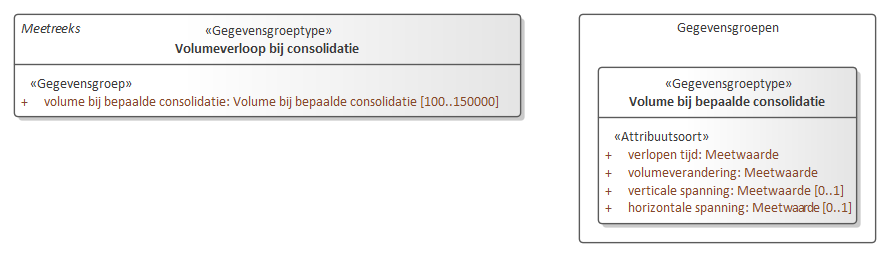 Meetreeks
«Gegevensgroeptype»
Volumeverloop bij consolidatie
«Gegevensgroep»
+ volume bij bepaalde consolidatie: Volume bij bepaalde consolidatie [100..150000]
Gegevensgroepen
«Gegevensgroeptype»
Volume bij bepaalde consolidatie
«Attribuutsoort»
+ verlopen tijd: Meetwaarde
+ volumeverandering: Meetwaarde
+ verticale spanning: Meetwaarde [0..1]
+ horizontale spanning: Meetwaarde [0..1]